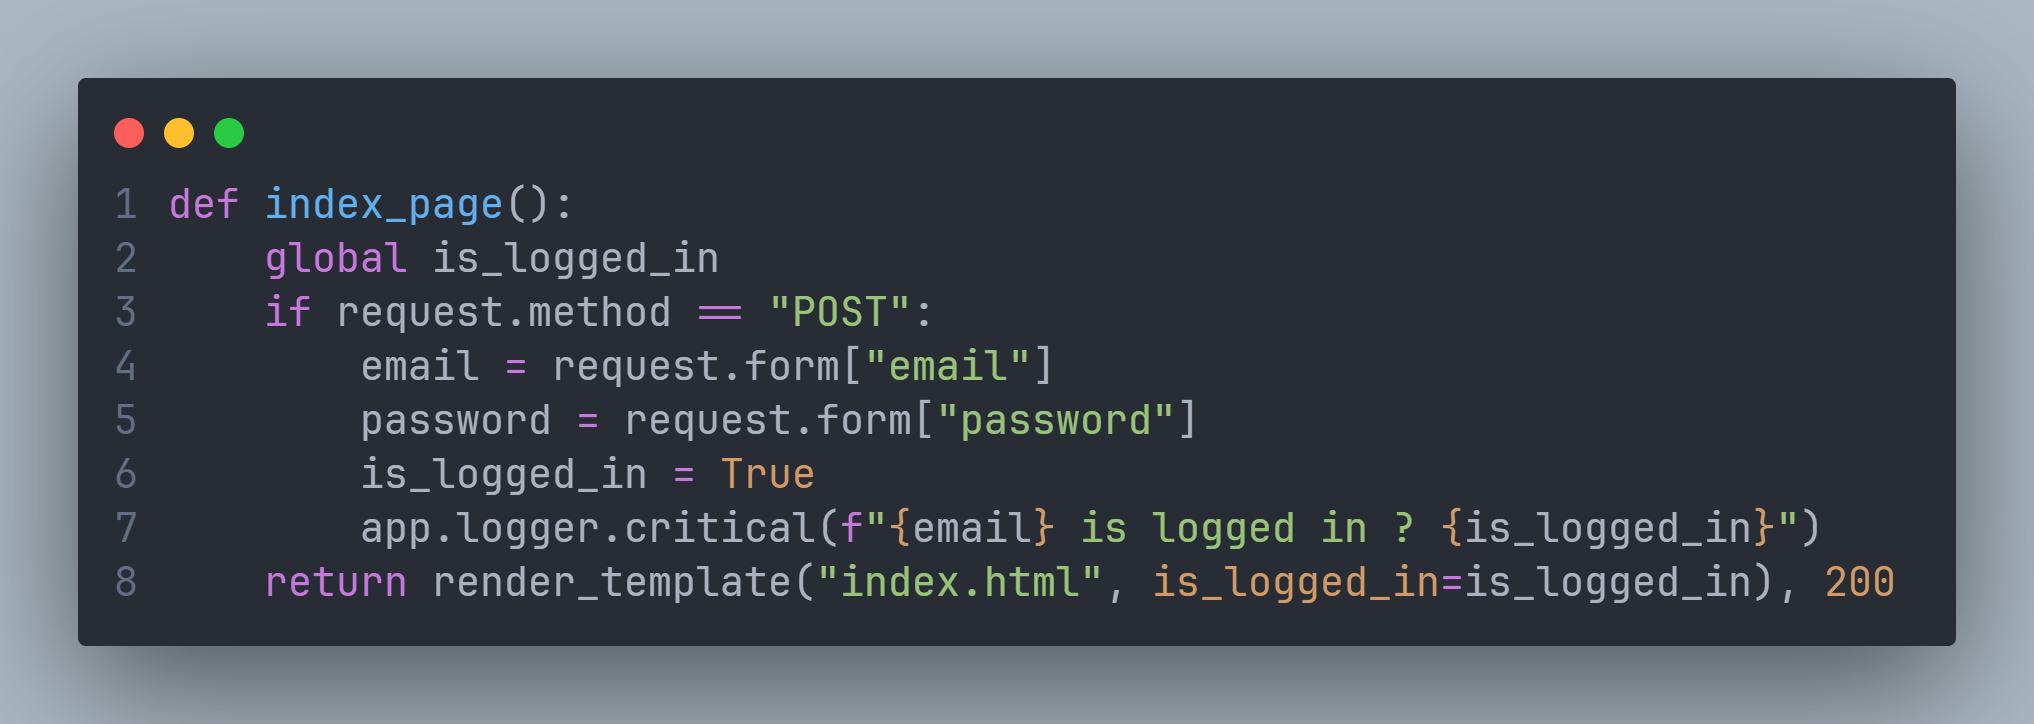 1 def index_page():
2     global is_logged_in
3     if request.method == "POST":
4         email = request.form["email"]
5         password = request.form["password"]
6         is_logged_in = True
7         app.logger.critical(f"{email} is logged in ? {is_logged_in}")
8     return render_template("index.html", is_logged_in=is_logged_in), 200